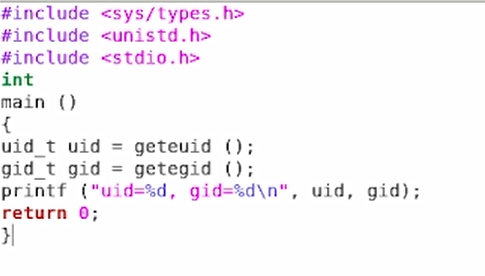 #include <sys/types.h>
#include <unistd.h>
#include <stdio.h>
int
main ()
{
uid_t uid = geteuid ();
gid_t gid = getegid ();
printf ("uid=%d, gid=%d\n", uid, gid);
return 0;
}